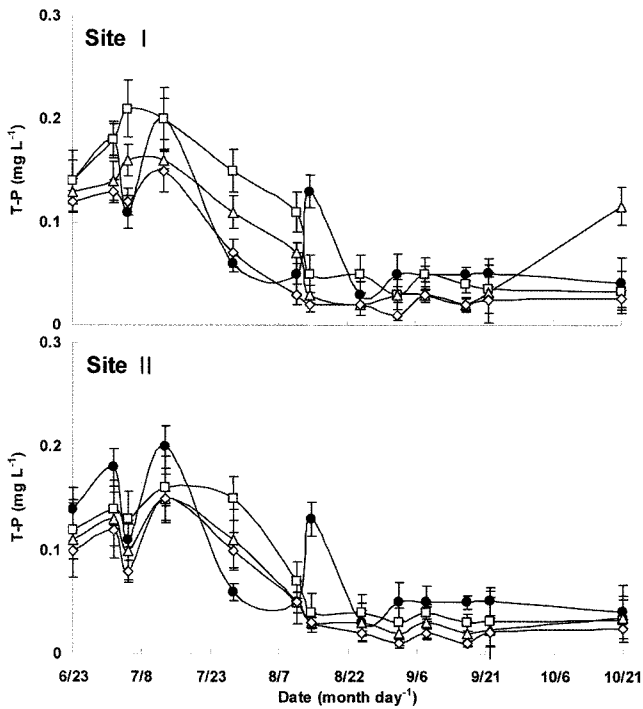 0.3
Site I
0.2
T-P (mg L⁻¹)
0.1
0
0.3
Site II
0.2
T-P (mg L⁻¹)
0.1
0
6/23 7/8 7/23 8/7 8/22 9/6 9/21 10/6 10/21
Date (month day⁻¹)